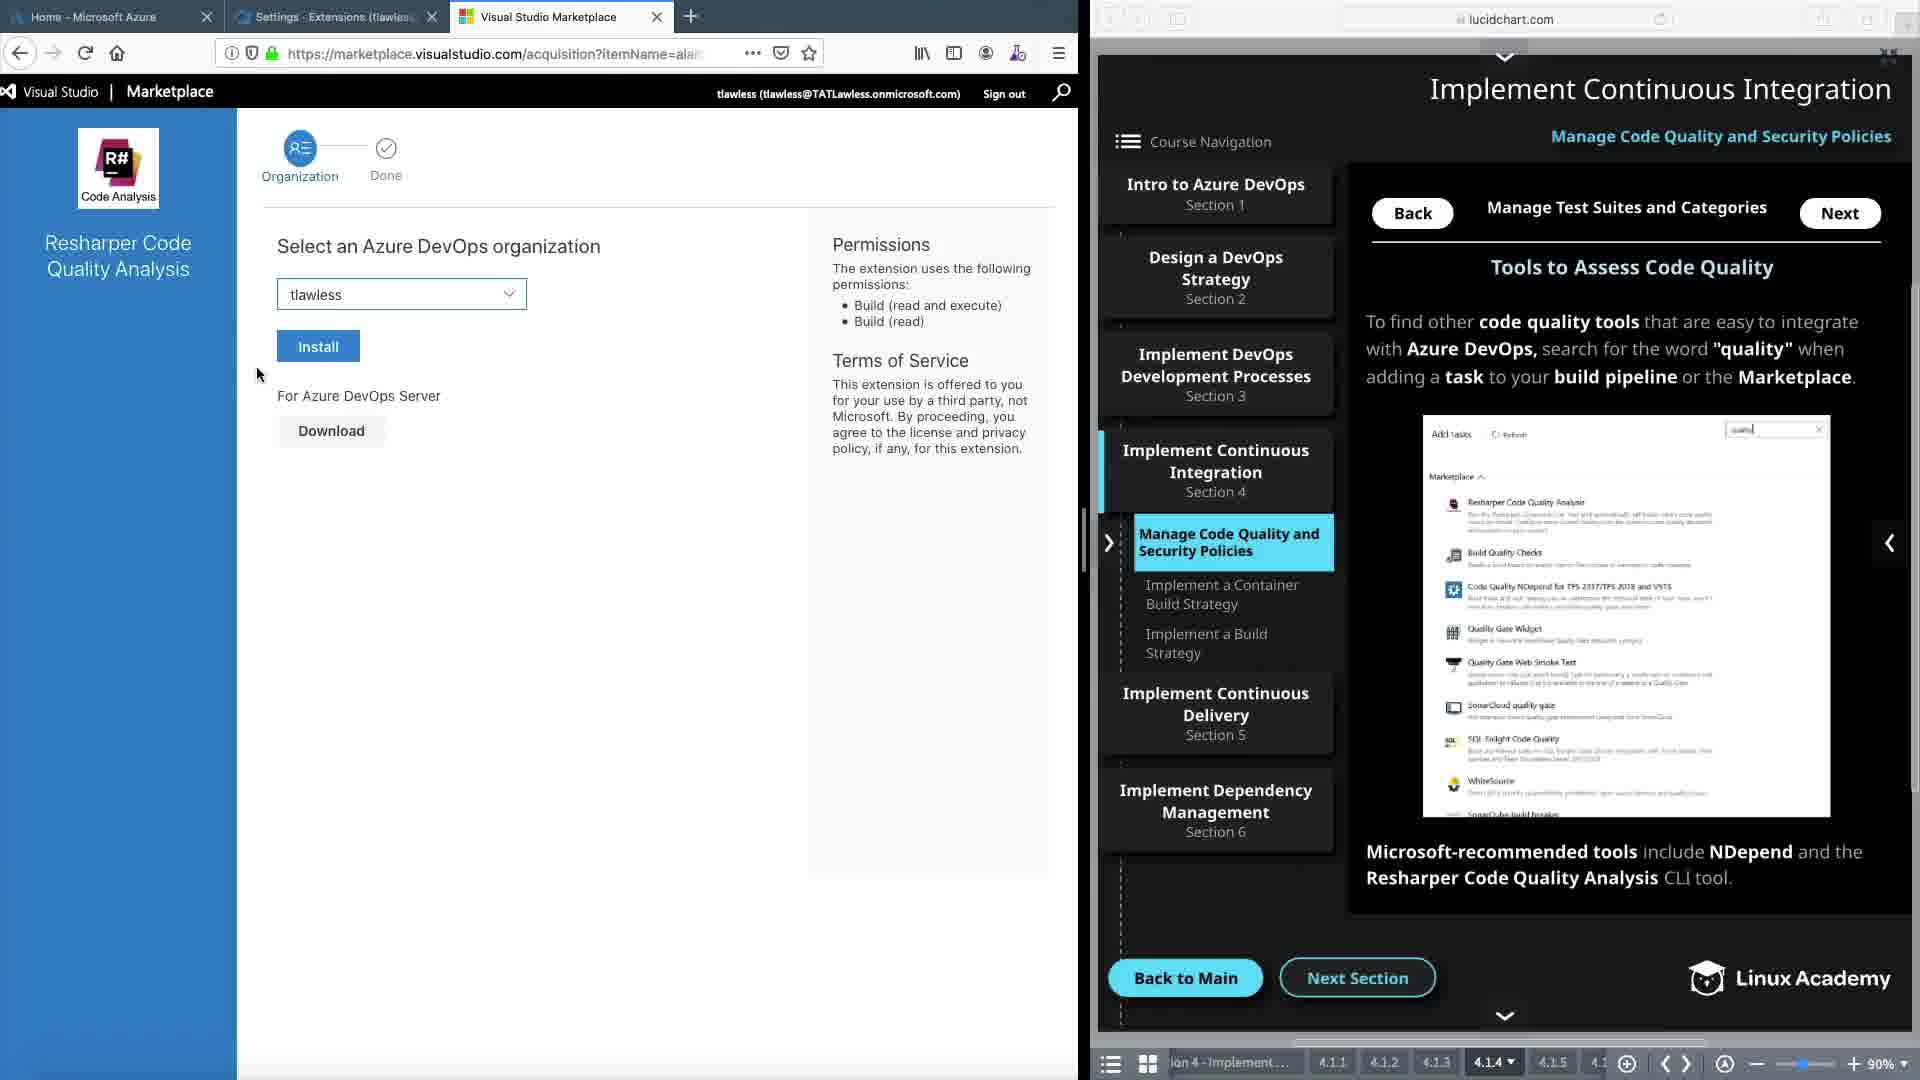 Home - Microsoft Azure
Settings · Extensions (tlawless
Visual Studio Marketplace
https://marketplace.visualstudio.com/acquisition?itemName=alan
Visual Studio | Marketplace
tlawless (tlawless@TATLawless.onmicrosoft.com)
Sign out
R#
Code Analysis
Resharper Code
Quality Analysis
Organization
Done
Select an Azure DevOps organization
tlawless
Install
For Azure DevOps Server
Download
Permissions
The extension uses the following
permissions:
• Build (read and execute)
• Build (read)
Terms of Service
This extension is offered to you
for your use by a third party, not
Microsoft. By proceeding, you
agree to the license and privacy
policy, if any, for this extension.
lucidchart.com
Implement Continuous Integration
Manage Code Quality and Security Policies
Course Navigation
Intro to Azure DevOps
Section 1
Design a DevOps
Strategy
Section 2
Implement DevOps
Development Processes
Section 3
Implement Continuous
Integration
Section 4
Manage Code Quality and
Security Policies
Implement a Container
Build Strategy
Implement a Build
Strategy
Implement Continuous
Delivery
Section 5
Implement Dependency
Management
Section 6
Back
Manage Test Suites and Categories
Next
Tools to Assess Code Quality
To find other code quality tools that are easy to integrate
with Azure DevOps, search for the word "quality" when
adding a task to your build pipeline or the Marketplace.
Add tasks
Refresh
quality
Marketplace
Resharper Code Quality Analysis
Build Quality Checks
Code Quality NDepend for TFS 2017/TFS 2018 and VSTS
Quality Gate Widget
Quality Gate Web Smoke Test
SonarCloud quality gate
SQL Enlight Code Quality
WhiteSource
SonarQube build breaker
Microsoft-recommended tools include NDepend and the
Resharper Code Quality Analysis CLI tool.
Back to Main
Next Section
Linux Academy
ion 4 - Implement ...
4.1.1
4.1.2
4.1.3
4.1.4
4.1.5
4.1
90%